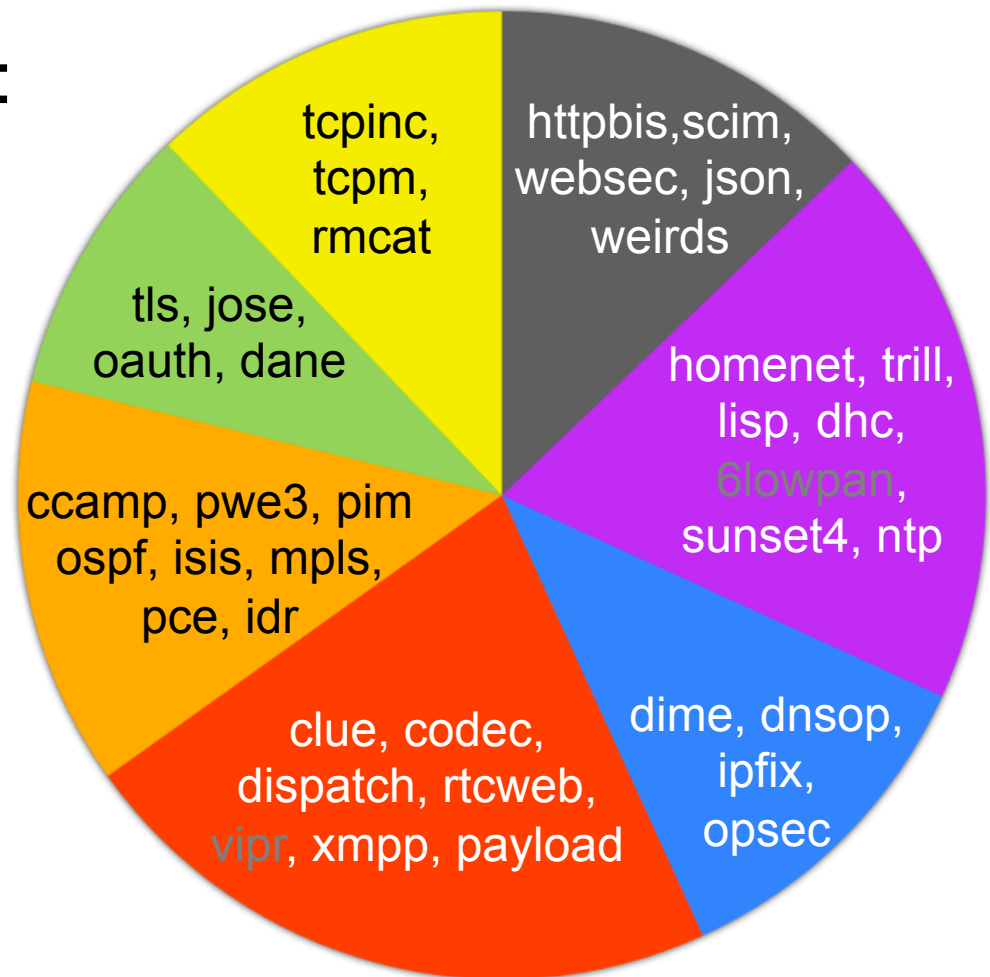 tcpinc,
tcpm,
rmcat
httpbis,scim,
websec, json,
weirds
tls, jose,
oauth, dane
homenet, trill,
lisp, dhc,
6lowpan,
sunset4, ntp
ccamp, pwe3, pim
ospf, isis, mpls,
pce, idr
clue, codec,
dispatch, rtcweb,
vipr, xmpp, payload
dime, dnsop,
ipfix,
opsec